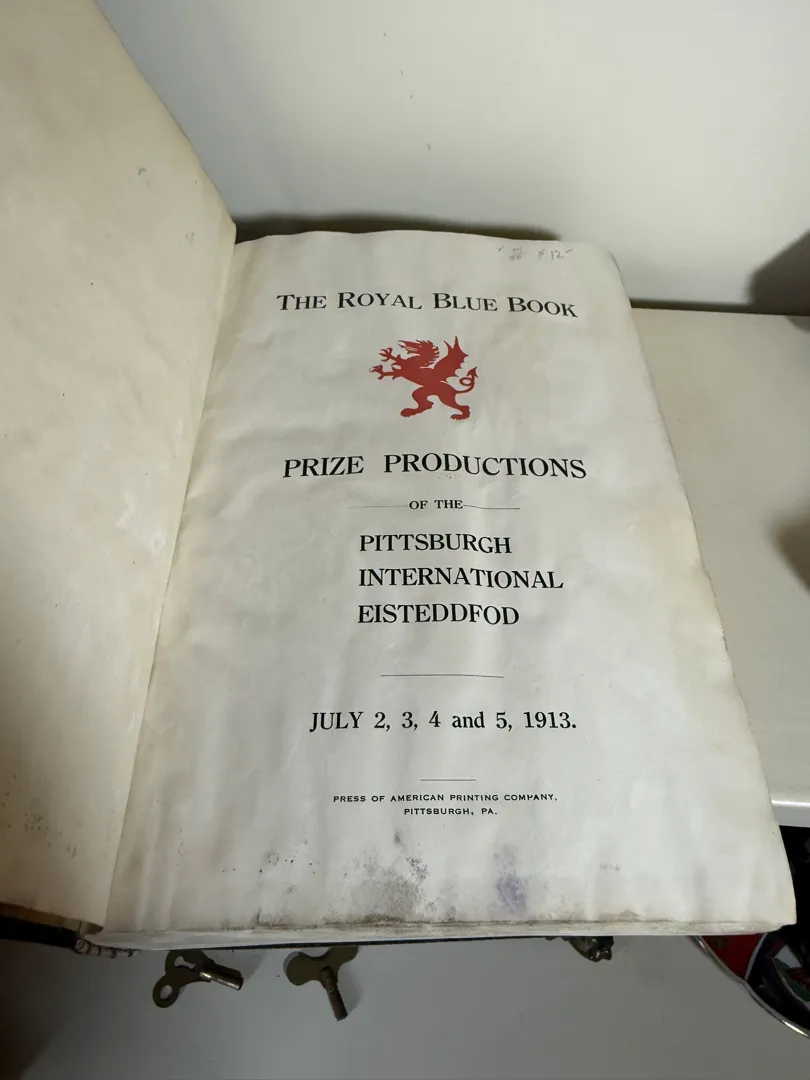 $12
THE ROYAL BLUE BOOK
PRIZE PRODUCTIONS
OF THE
PITTSBURGH
INTERNATIONAL
EISTEDDFOD
JULY 2, 3, 4 and 5, 1913.
PRESS OF AMERICAN PRINTING COMPANY,
PITTSBURGH, PA.